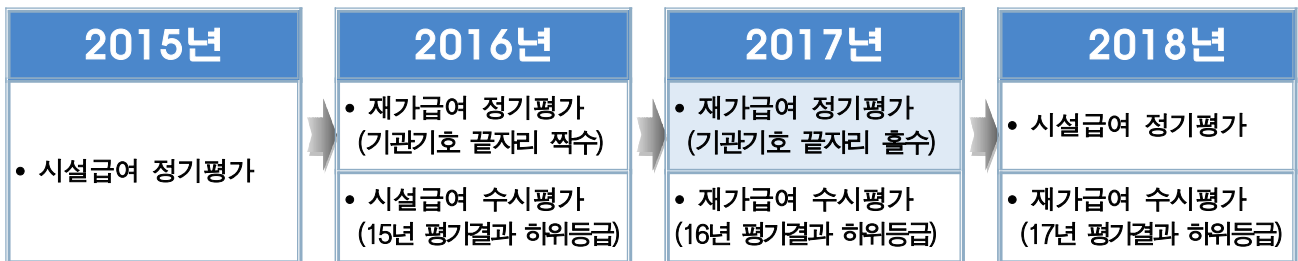 2015년
• 시설급여 정기평가
2016년
• 재가급여 정기평가
(기관기호 끝자리 짝수)
• 시설급여 수시평가
(15년 평가결과 하위등급)
2017년
• 재가급여 정기평가
(기관기호 끝자리 홀수)
• 재가급여 수시평가
(16년 평가결과 하위등급)
2018년
• 시설급여 정기평가
• 재가급여 수시평가
(17년 평가결과 하위등급)